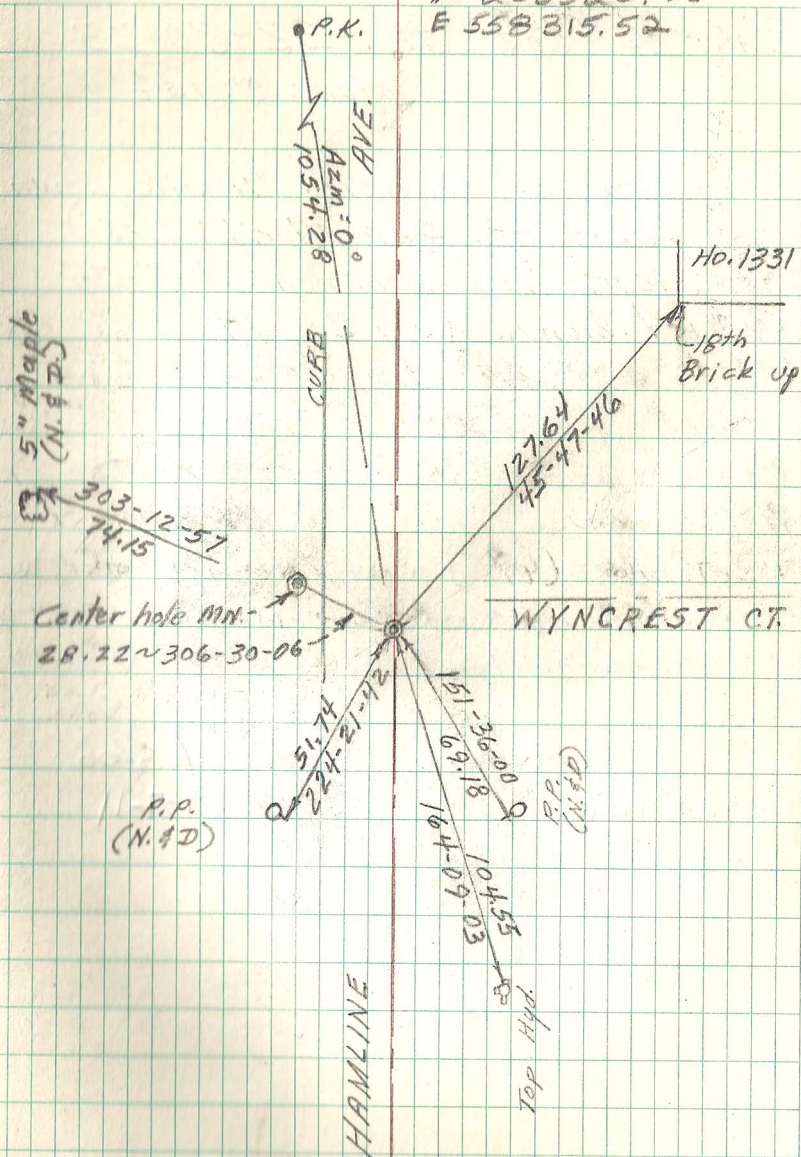 E 558315.52
P.K.
AVE.
Azm = 0°
1054.28
Ho. 1331
18th
Brick up
CURB
5" Maple
(N. & D.)
127.64
45-47-46
303-12-57
74.15
Center hole MN.
28.22 ~ 306-30-06
WYNCREST CT.
51.74
224-21-42
151-36-00
69.18
P.P.
(N. & D)
P.P.
(N. & D)
104.55
164-09-03
Top Hyd.
HAMLINE